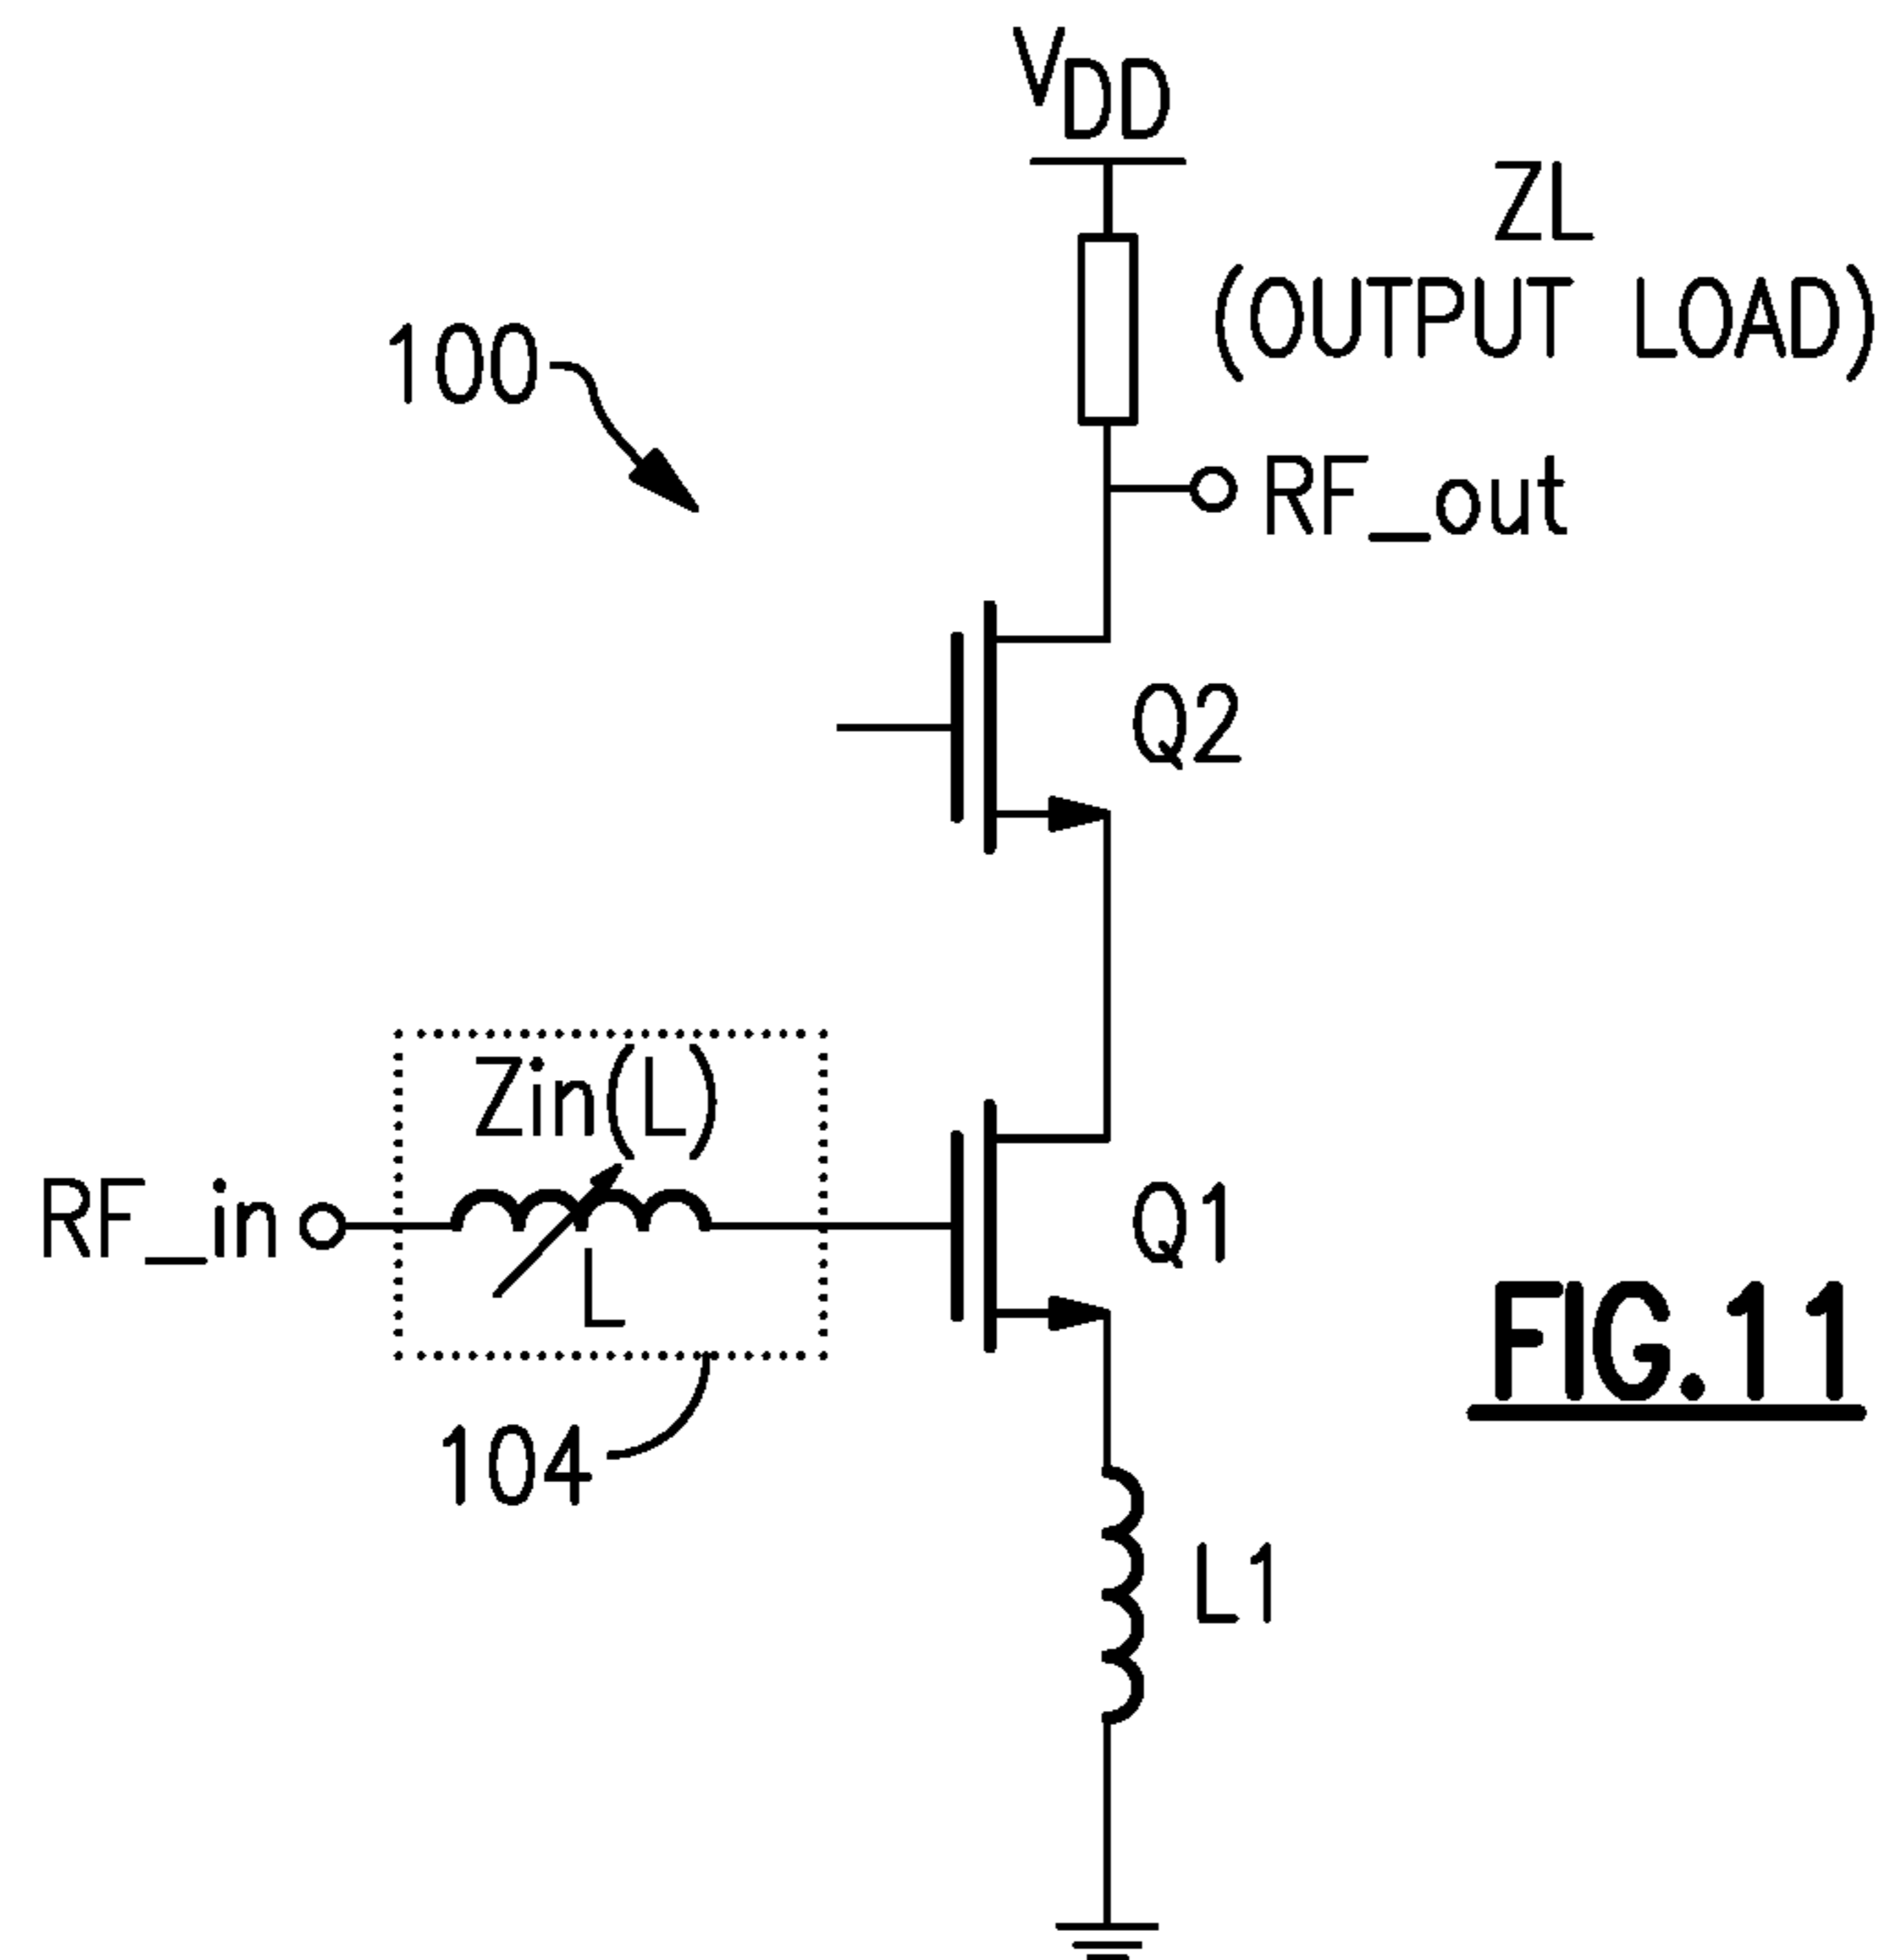 VDD
ZL
(OUTPUT LOAD)
100
RF_out
Q2
Zin(L)
RF_in
L
Q1
104
FIG.11
L1